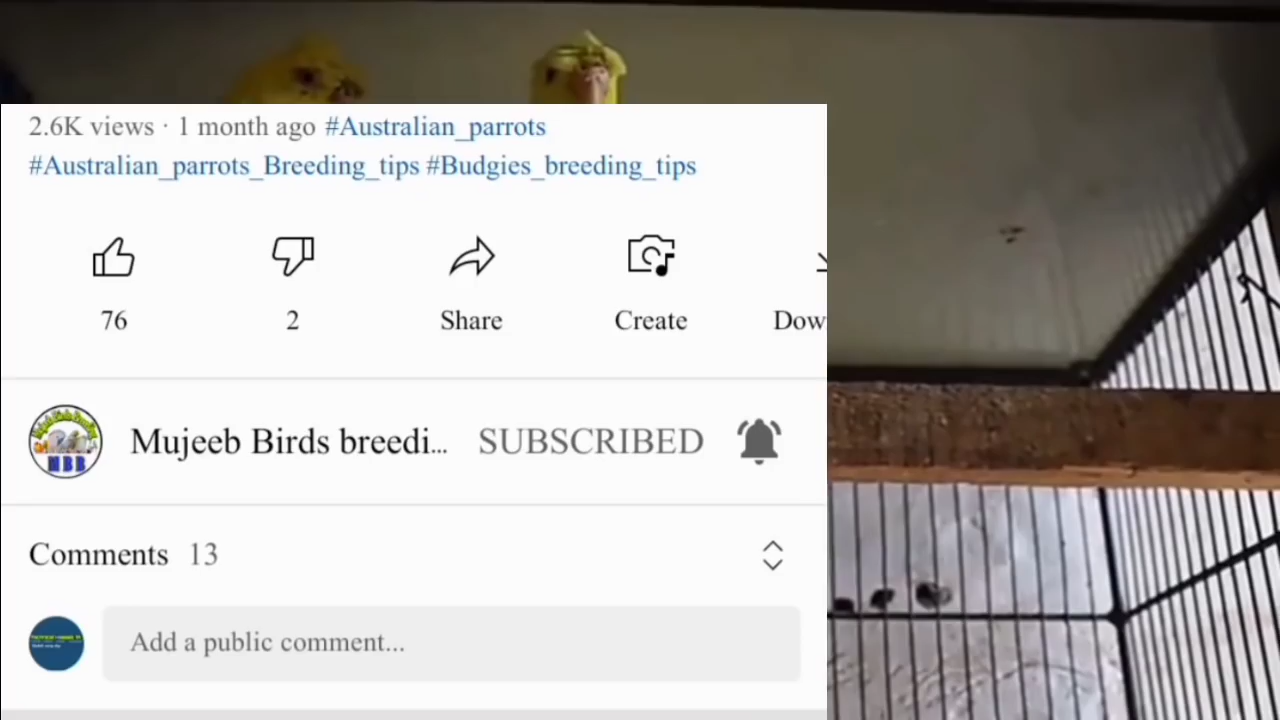 2.6K views · 1 month ago #Australian_parrots
#Australian_parrots_Breeding_tips #Budgies_breeding_tips
76
2
Share
Create
Dow
Mujeeb Birds breedi...
SUBSCRIBED
MBB
Comments 13
Add a public comment...